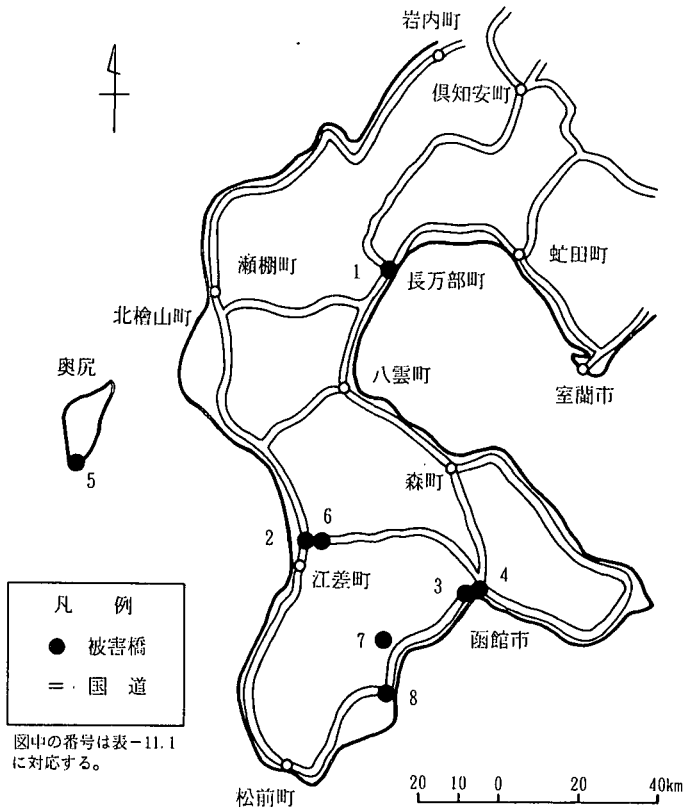 岩内町
倶知安町
瀬棚町
1
長万部町
虻田町
北檜山町
奥尻
八雲町
室蘭市
5
森町
2
6
江差町
3
4
函館市
7
8
松前町
凡 例
● 被害橋
= 国 道
図中の番号は表-11.1
に対応する。
20 10 0 20 40km